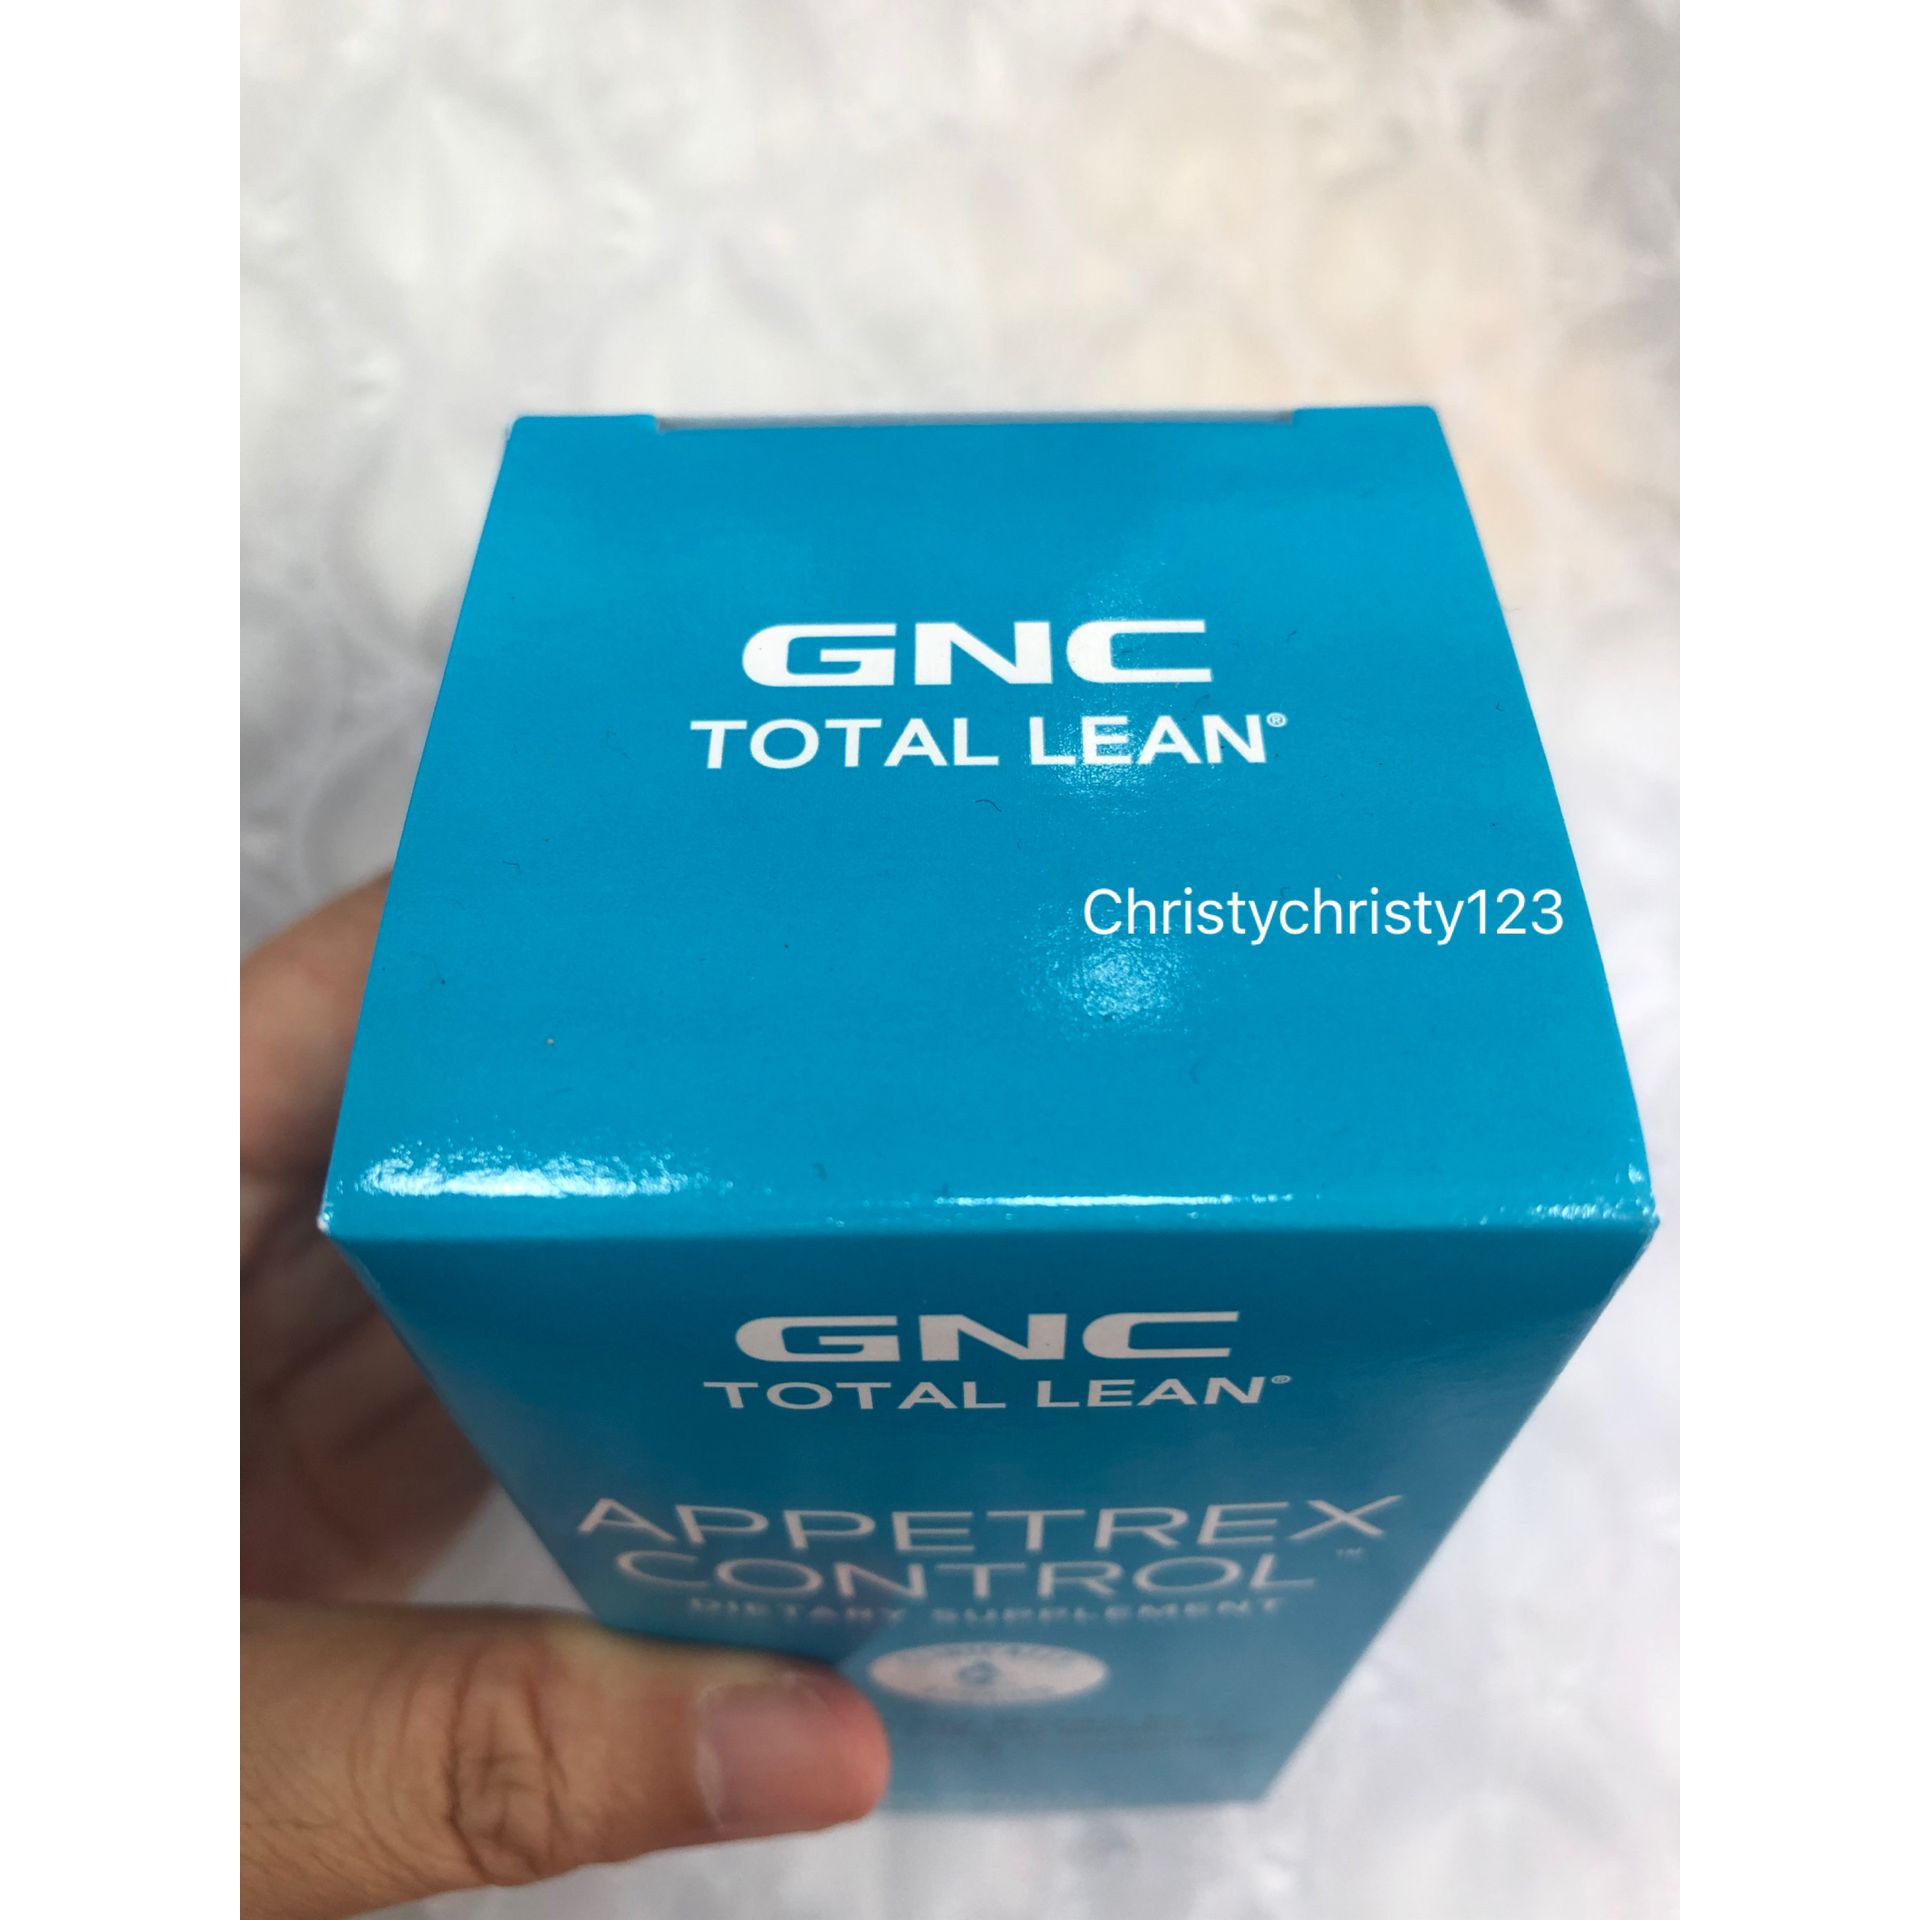 GNC
TOTAL LEAN®
Christychristy123
GNC
TOTAL LEAN®
APPETREX
CONTROL™
DIETARY SUPPLEMENT